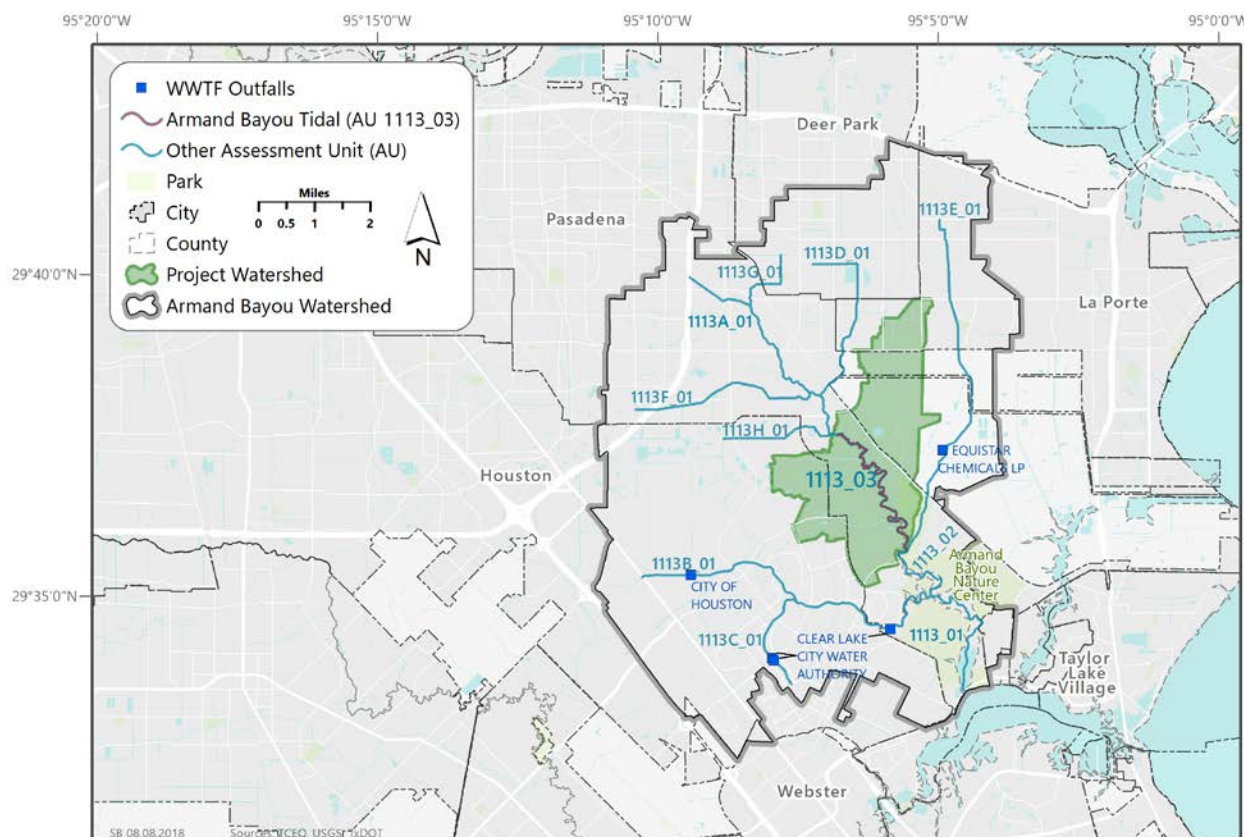 95°20'0"W
95°15'0"W
95°10'0"W
95°5'0"W
95°0'0"W
WWTF Outfalls
Armand Bayou Tidal (AU 1113_03)
Other Assessment Unit (AU)
Park
City
County
Project Watershed
Armand Bayou Watershed
Miles
0 0.5 1 2
N
Deer Park
Pasadena
1113E_01
1113D_01
1113G_01
29°40'0"N
La Porte
1113A_01
1113F_01
1113H_01
Houston
EQUISTAR
CHEMICALS LP
1113_03
1113_02
Armand
Bayou
Nature
Center
1113B_01
CITY OF
HOUSTON
29°35'0"N
1113C_01
CLEAR LAKE
CITY WATER
AUTHORITY
1113_01
Taylor
Lake
Village
Webster
SB 08.08.2018 Sources: TCEQ, USGS, TxDOT